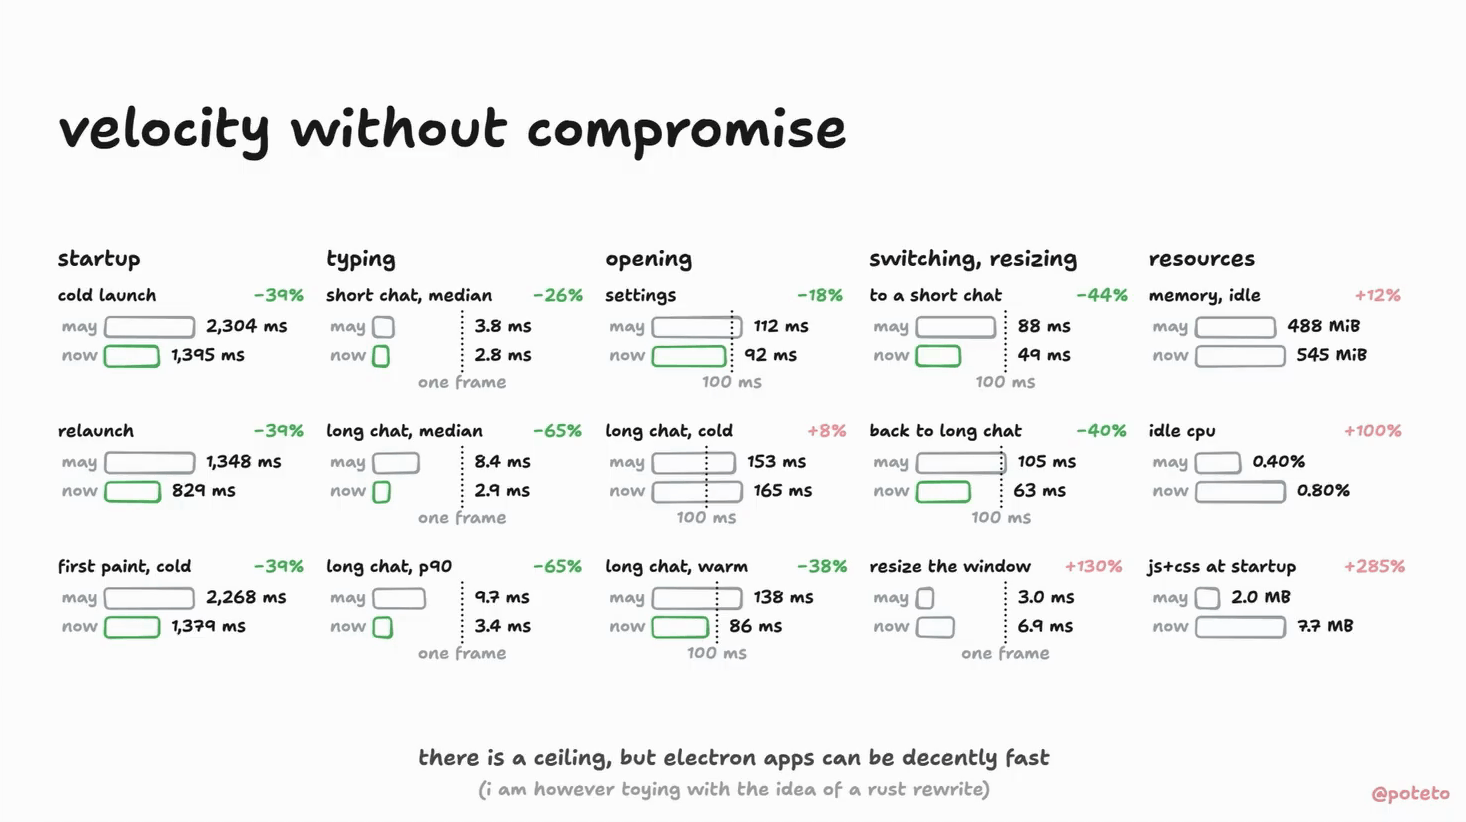 velocity without compromise
startup
cold launch -39%
may 2,304 ms
now 1,395 ms
relaunch -39%
may 1,348 ms
now 829 ms
first paint, cold -39%
may 2,268 ms
now 1,379 ms
typing
short chat, median -26%
may 3.8 ms
now 2.8 ms
one frame
long chat, median -65%
may 8.4 ms
now 2.9 ms
one frame
long chat, p90 -65%
may 9.7 ms
now 3.4 ms
one frame
opening
settings -18%
may 112 ms
now 92 ms
100 ms
long chat, cold +8%
may 153 ms
now 165 ms
100 ms
long chat, warm -38%
may 138 ms
now 86 ms
100 ms
switching, resizing
to a short chat -44%
may 88 ms
now 49 ms
100 ms
back to long chat -40%
may 105 ms
now 63 ms
100 ms
resize the window +130%
may 3.0 ms
now 6.9 ms
one frame
resources
memory, idle +12%
may 488 MiB
now 545 MiB
idle cpu +100%
may 0.40%
now 0.80%
js+css at startup +285%
may 2.0 MB
now 7.7 MB
there is a ceiling, but electron apps can be decently fast
(i am however toying with the idea of a rust rewrite)
@poteto